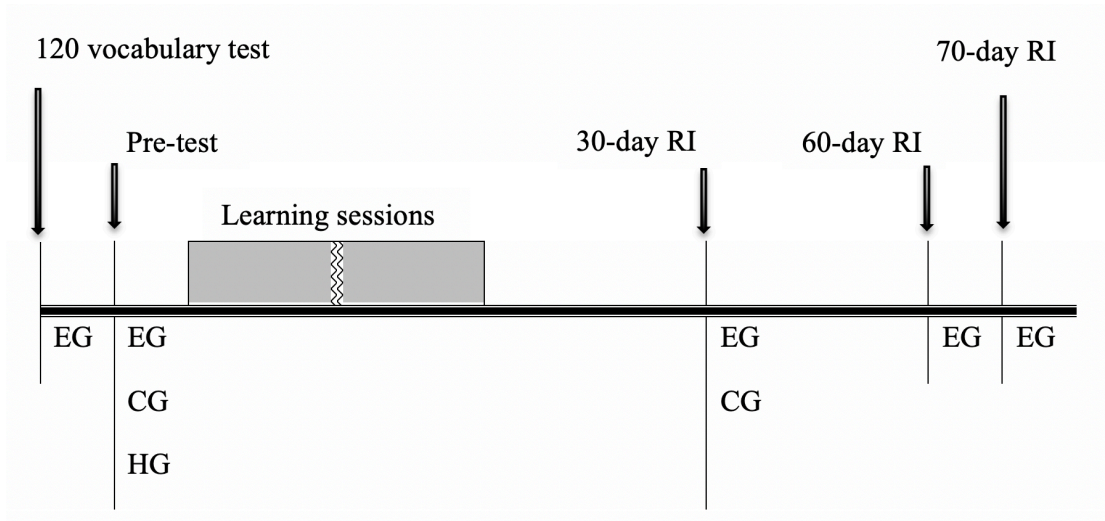 120 vocabulary test
70-day RI
Pre-test
30-day RI
60-day RI
Learning sessions
EG
EG
EG
EG
EG
CG
CG
HG